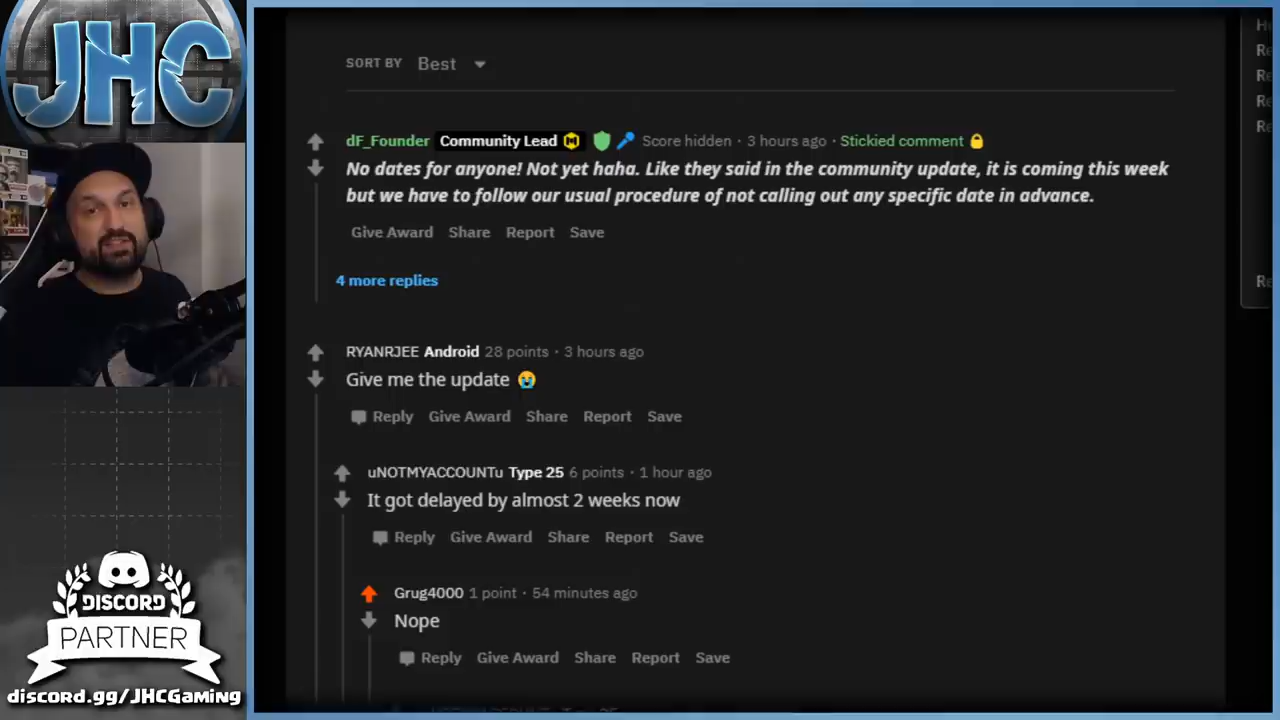 JHC
SORT BY Best
dF_Founder Community Lead Score hidden · 3 hours ago · Stickied comment
No dates for anyone! Not yet haha. Like they said in the community update, it is coming this week
but we have to follow our usual procedure of not calling out any specific date in advance.
Give Award Share Report Save
4 more replies
RYANRJEE Android 28 points · 3 hours ago
Give me the update 😭
Reply Give Award Share Report Save
uNOTMYACCOUNTu Type 25 6 points · 1 hour ago
It got delayed by almost 2 weeks now
Reply Give Award Share Report Save
Grug4000 1 point · 54 minutes ago
Nope
Reply Give Award Share Report Save
He
Re
Re
Re
Re
Re
DISCORD
PARTNER
discord.gg/JHCGaming